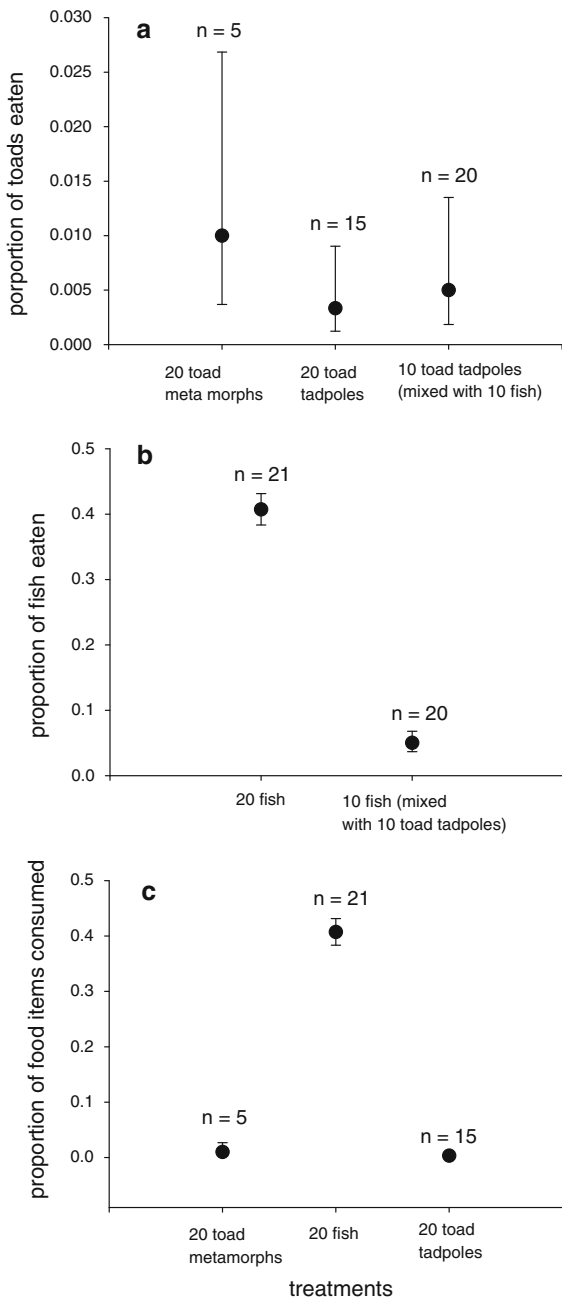 a
n = 5
n = 15
n = 20
0.030
0.025
0.020
0.015
0.010
0.005
0.000
porportion of toads eaten
20 toad
meta morphs
20 toad
tadpoles
10 toad tadpoles
(mixed with 10 fish)
b
n = 21
n = 20
0.5
0.4
0.3
0.2
0.1
0.0
proportion of fish eaten
20 fish
10 fish (mixed
with 10 toad tadpoles)
c
n = 5
n = 21
n = 15
0.5
0.4
0.3
0.2
0.1
0.0
proportion of food items consumed
20 toad
metamorphs
20 fish
20 toad
tadpoles
treatments